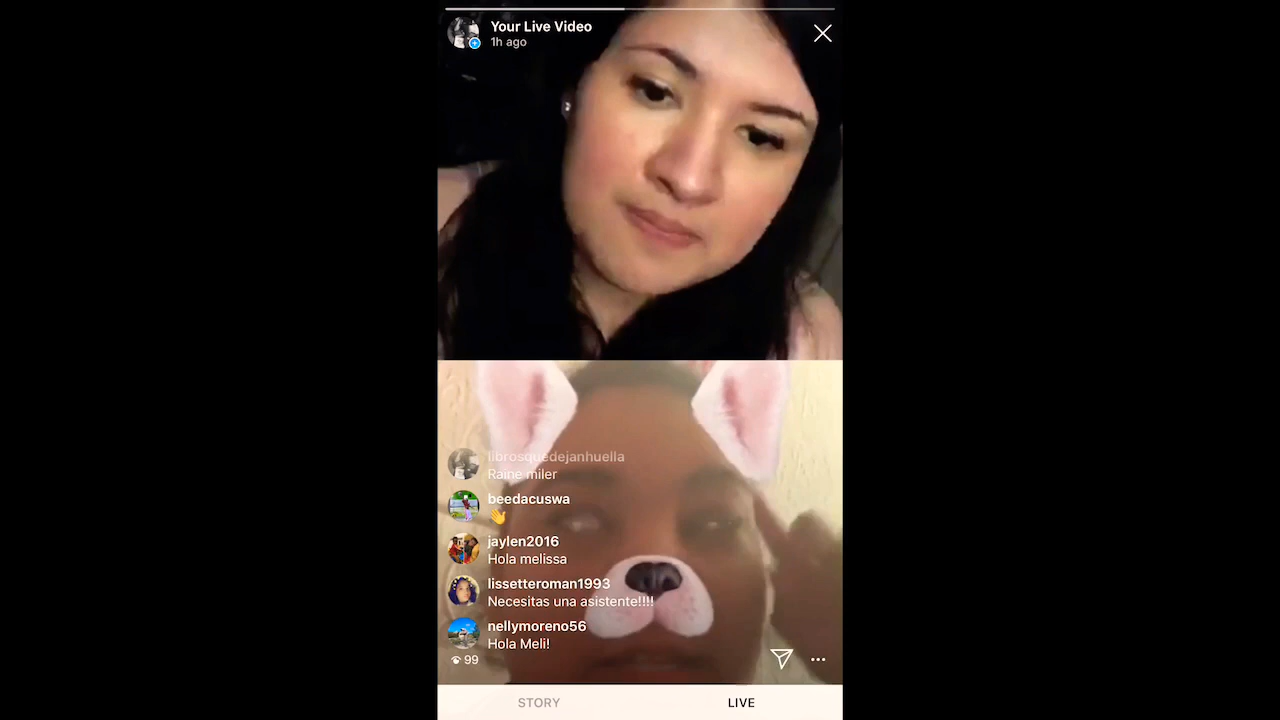 Your Live Video
1h ago
librosquedejanhuella
Raine miler
beedacuswa
👋
jaylen2016
Hola melissa
lissetteroman1993
Necesitas una asistente!!!!
nellymoreno56
Hola Meli!
99
STORY
LIVE